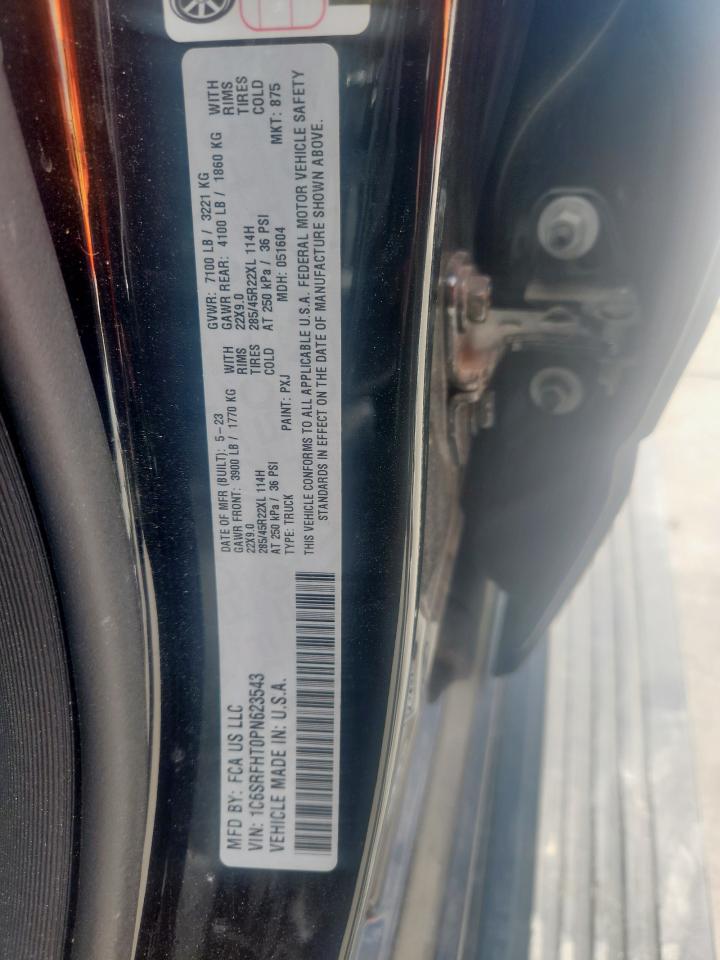 MFD BY: FCA US LLC
VIN: 1C6SRFHT0PN623543
VEHICLE MADE IN: U.S.A.
DATE OF MFR (BUILT): 5-23 GVWR: 7100 LB / 3221 KG
GAWR FRONT: 3900 LB / 1770 KG WITH GAWR REAR: 4100 LB / 1860 KG WITH
22X9.0 RIMS 22X9.0 RIMS
285/45R22XL 114H TIRES 285/45R22XL 114H TIRES
AT 250 kPa / 36 PSI COLD AT 250 kPa / 36 PSI COLD
TYPE: TRUCK PAINT: PXJ MDH: 051604 MKT: 875
THIS VEHICLE CONFORMS TO ALL APPLICABLE U.S.A. FEDERAL MOTOR VEHICLE SAFETY
STANDARDS IN EFFECT ON THE DATE OF MANUFACTURE SHOWN ABOVE.